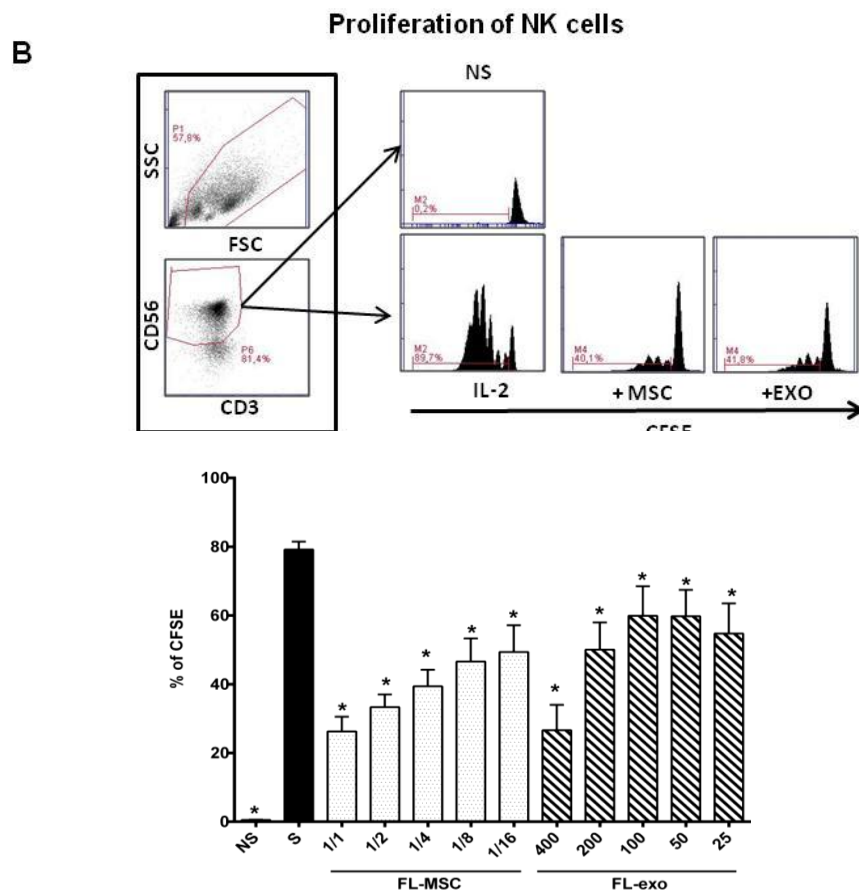 Proliferation of NK cells
B
NS
SSC
P1
57,8%
FSC
M2
0,2%
CD56
P6
81,4%
CD3
M2
89,7%
M4
40,1%
M4
41,8%
IL-2
+ MSC
+EXO
CFSE
% of CFSE
100
80
60
40
20
0
* * * * * * * * * * *
NS S 1/1 1/2 1/4 1/8 1/16 400 200 100 50 25
FL-MSC FL-exo